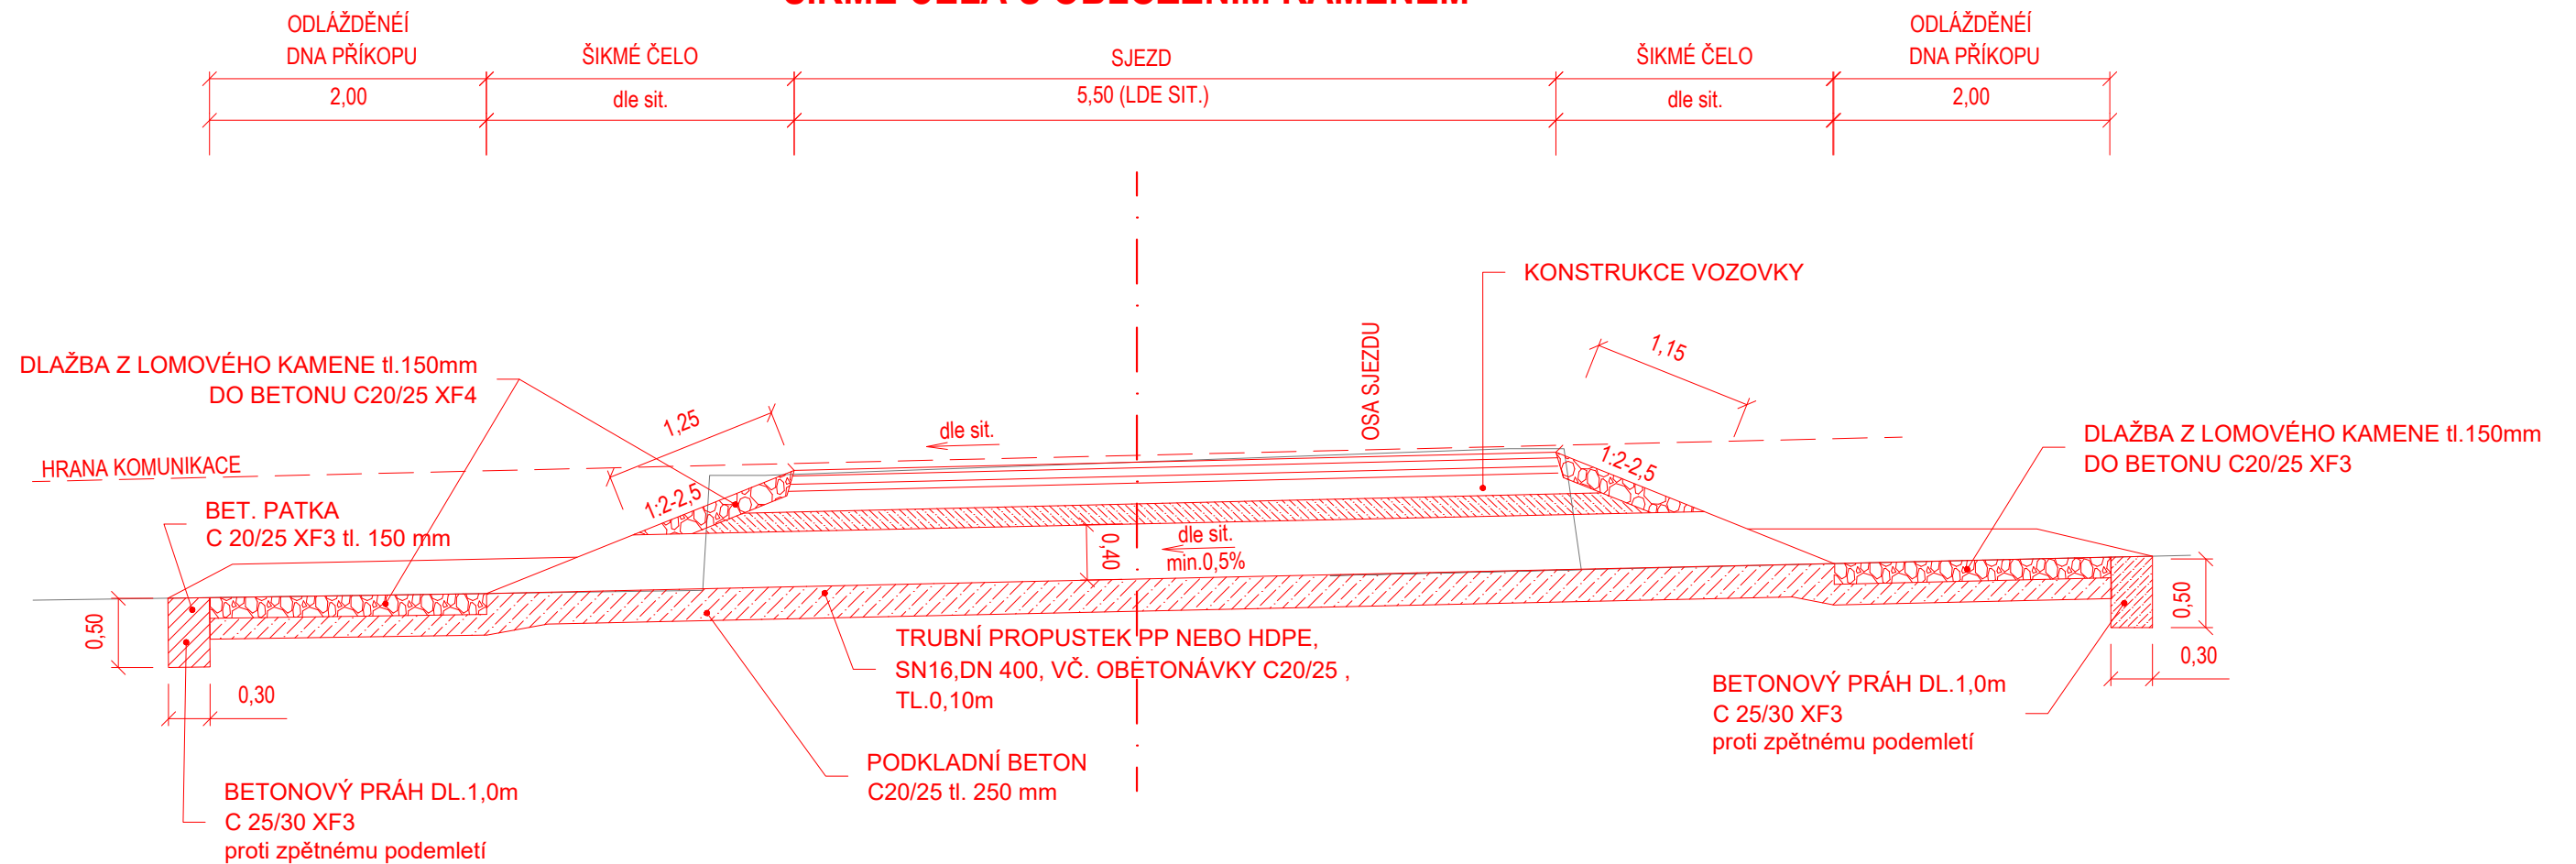 ŠIKMÉ ČELA S OBLOŽENÍM KAMENEM
ODLÁŽDĚNÉÍ
DNA PŘÍKOPU
ŠIKMÉ ČELO
SJEZD
ŠIKMÉ ČELO
ODLÁŽDĚNÉÍ
DNA PŘÍKOPU
2,00
dle sit.
5,50 (LDE SIT.)
dle sit.
2,00
KONSTRUKCE VOZOVKY
OSA SJEZDU
1,15
DLAŽBA Z LOMOVÉHO KAMENE tl.150mm
DO BETONU C20/25 XF4
1,25
dle sit.
1:2-2,5
DLAŽBA Z LOMOVÉHO KAMENE tl.150mm
DO BETONU C20/25 XF3
HRANA KOMUNIKACE
1:2-2,5
BET. PATKA
C 20/25 XF3 tl. 150 mm
0,40
dle sit.
min.0,5%
0,50
0,50
TRUBNÍ PROPUSTEK PP NEBO HDPE,
SN16,DN 400, VČ. OBETONÁVKY C20/25 ,
TL.0,10m
0,30
0,30
BETONOVÝ PRÁH DL.1,0m
C 25/30 XF3
proti zpětnému podemletí
PODKLADNÍ BETON
C20/25 tl. 250 mm
BETONOVÝ PRÁH DL.1,0m
C 25/30 XF3
proti zpětnému podemletí